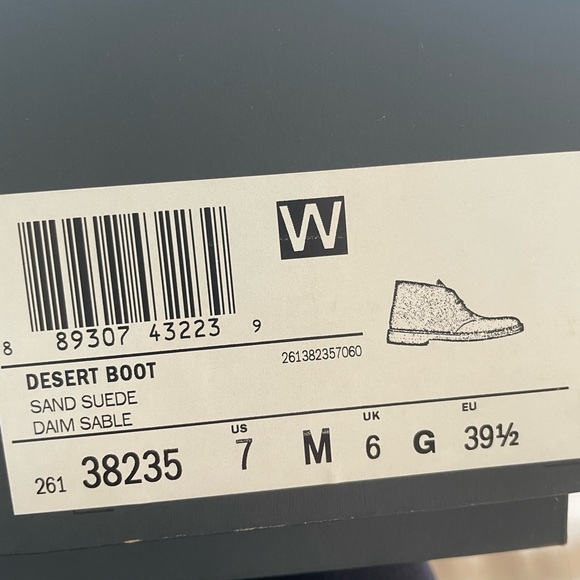 W
8 89307 43223 9
261382357060
DESERT BOOT
SAND SUEDE
DAIM SABLE
US UK EU
261 38235 7 M 6 G 39½